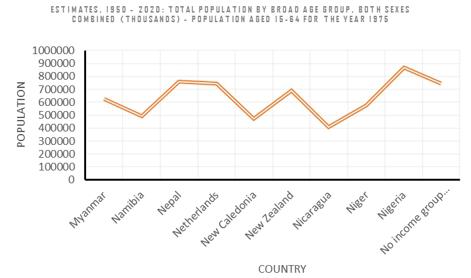 ESTIMATES, 1950 - 2020: TOTAL POPULATION BY BROAD AGE GROUP, BOTH SEXES
COMBINED (THOUSANDS) - POPULATION AGED 15-64 FOR THE YEAR 1975
1000000
900000
800000
700000
600000
500000
400000
300000
200000
100000
0
POPULATION
Myanmar
Namibia
Nepal
Netherlands
New Caledonia
New Zealand
Nicaragua
Niger
Nigeria
No income group...
COUNTRY